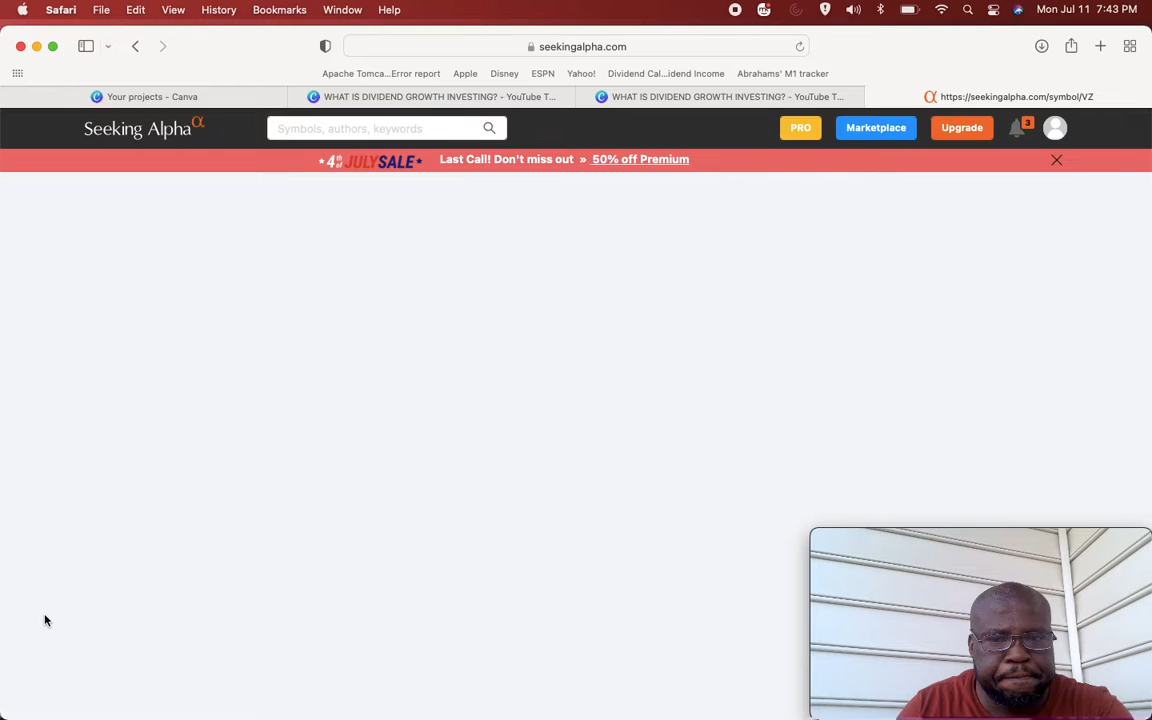 Safari File Edit View History Bookmarks Window Help Mon Jul 11 7:43 PM
seekingalpha.com
Apache Tomca...Error report Apple Disney ESPN Yahoo! Dividend Cal...idend Income Abrahams' M1 tracker
Your projects - Canva WHAT IS DIVIDEND GROWTH INVESTING? - YouTube T... WHAT IS DIVIDEND GROWTH INVESTING? - YouTube T... https://seekingalpha.com/symbol/VZ
Seeking Alpha α Symbols, authors, keywords PRO Marketplace Upgrade 3
4th of JULY SALE Last Call! Don't miss out » 50% off Premium